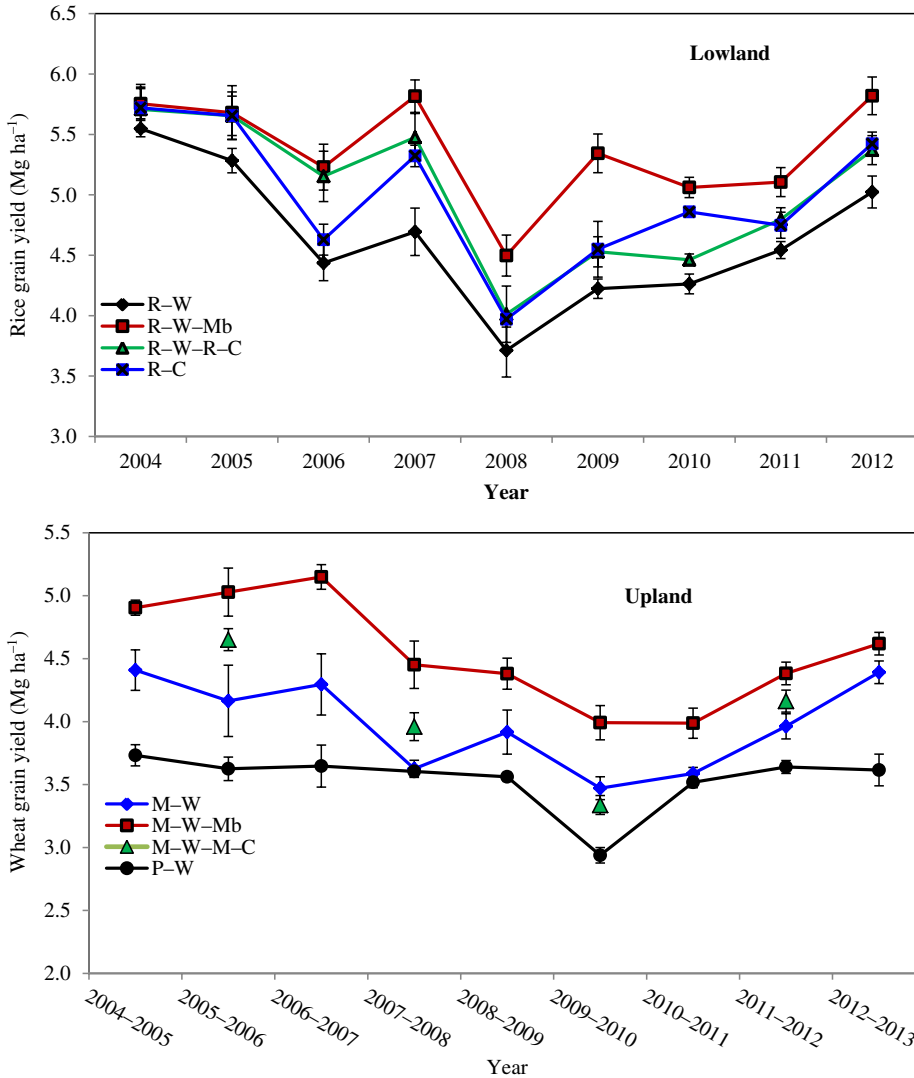 6.5
Lowland
6.0
5.5
5.0
4.5
4.0
3.5
3.0
Rice grain yield (Mg ha⁻¹)
R–W
R–W–Mb
R–W–R–C
R–C
2004 2005 2006 2007 2008 2009 2010 2011 2012
Year
5.5
Upland
5.0
4.5
4.0
3.5
3.0
2.5
2.0
Wheat grain yield (Mg ha⁻¹)
M–W
M–W–Mb
M–W–M–C
P–W
2004–2005 2005–2006 2006–2007 2007–2008 2008–2009 2009–2010 2010–2011 2011–2012 2012–2013
Year